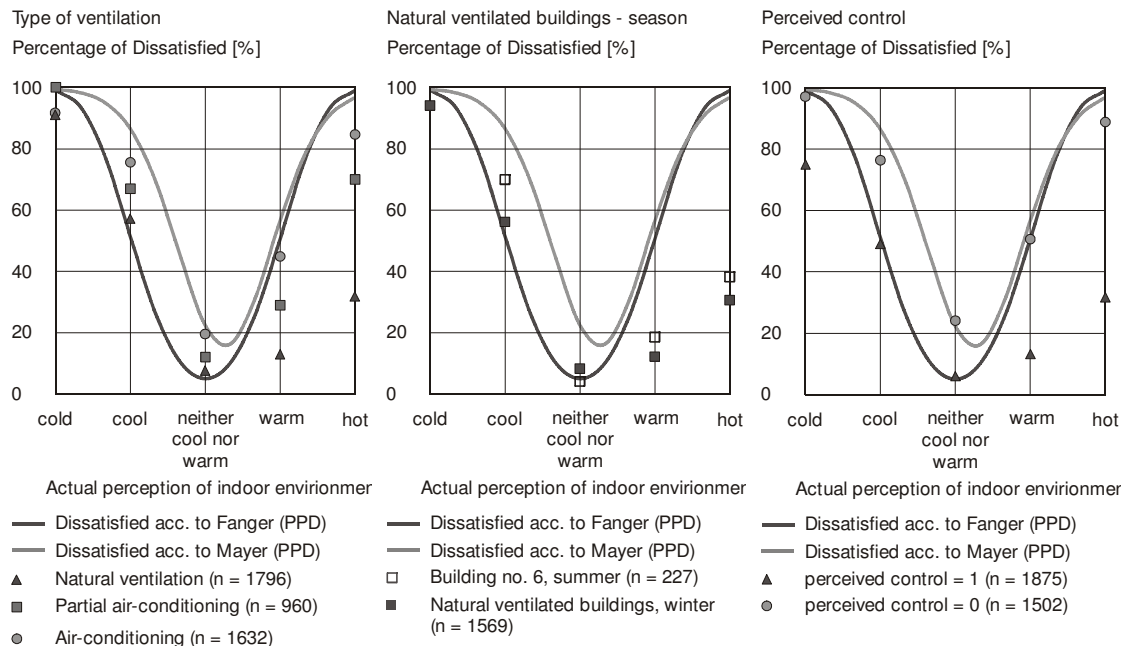 Type of ventilation
Percentage of Dissatisfied [%]
100
80
60
40
20
0
cold
cool
neither
cool nor
warm
warm
hot
Actual perception of indoor envirionmer
Dissatisfied acc. to Fanger (PPD)
Dissatisfied acc. to Mayer (PPD)
Natural ventilation (n = 1796)
Partial air-conditioning (n = 960)
Air-conditioning (n = 1632)
Natural ventilated buildings - season
Percentage of Dissatisfied [%]
100
80
60
40
20
0
cold
cool
neither
cool nor
warm
warm
hot
Actual perception of indoor envirionmer
Dissatisfied acc. to Fanger (PPD)
Dissatisfied acc. to Mayer (PPD)
Building no. 6, summer (n = 227)
Natural ventilated buildings, winter
(n = 1569)
Perceived control
Percentage of Dissatisfied [%]
100
80
60
40
20
0
cold
cool
neither
cool nor
warm
warm
hot
Actual perception of indoor envirionmer
Dissatisfied acc. to Fanger (PPD)
Dissatisfied acc. to Mayer (PPD)
perceived control = 1 (n = 1875)
perceived control = 0 (n = 1502)